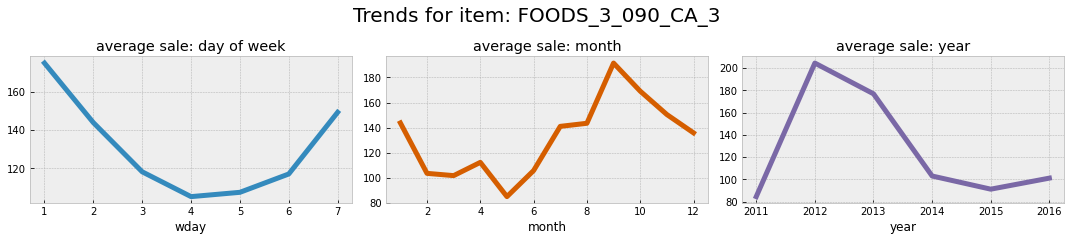 Trends for item: FOODS_3_090_CA_3
average sale: day of week
160
140
120
1 2 3 4 5 6 7
wday
average sale: month
180
160
140
120
100
80
2 4 6 8 10 12
month
average sale: year
200
180
160
140
120
100
80
2011 2012 2013 2014 2015 2016
year